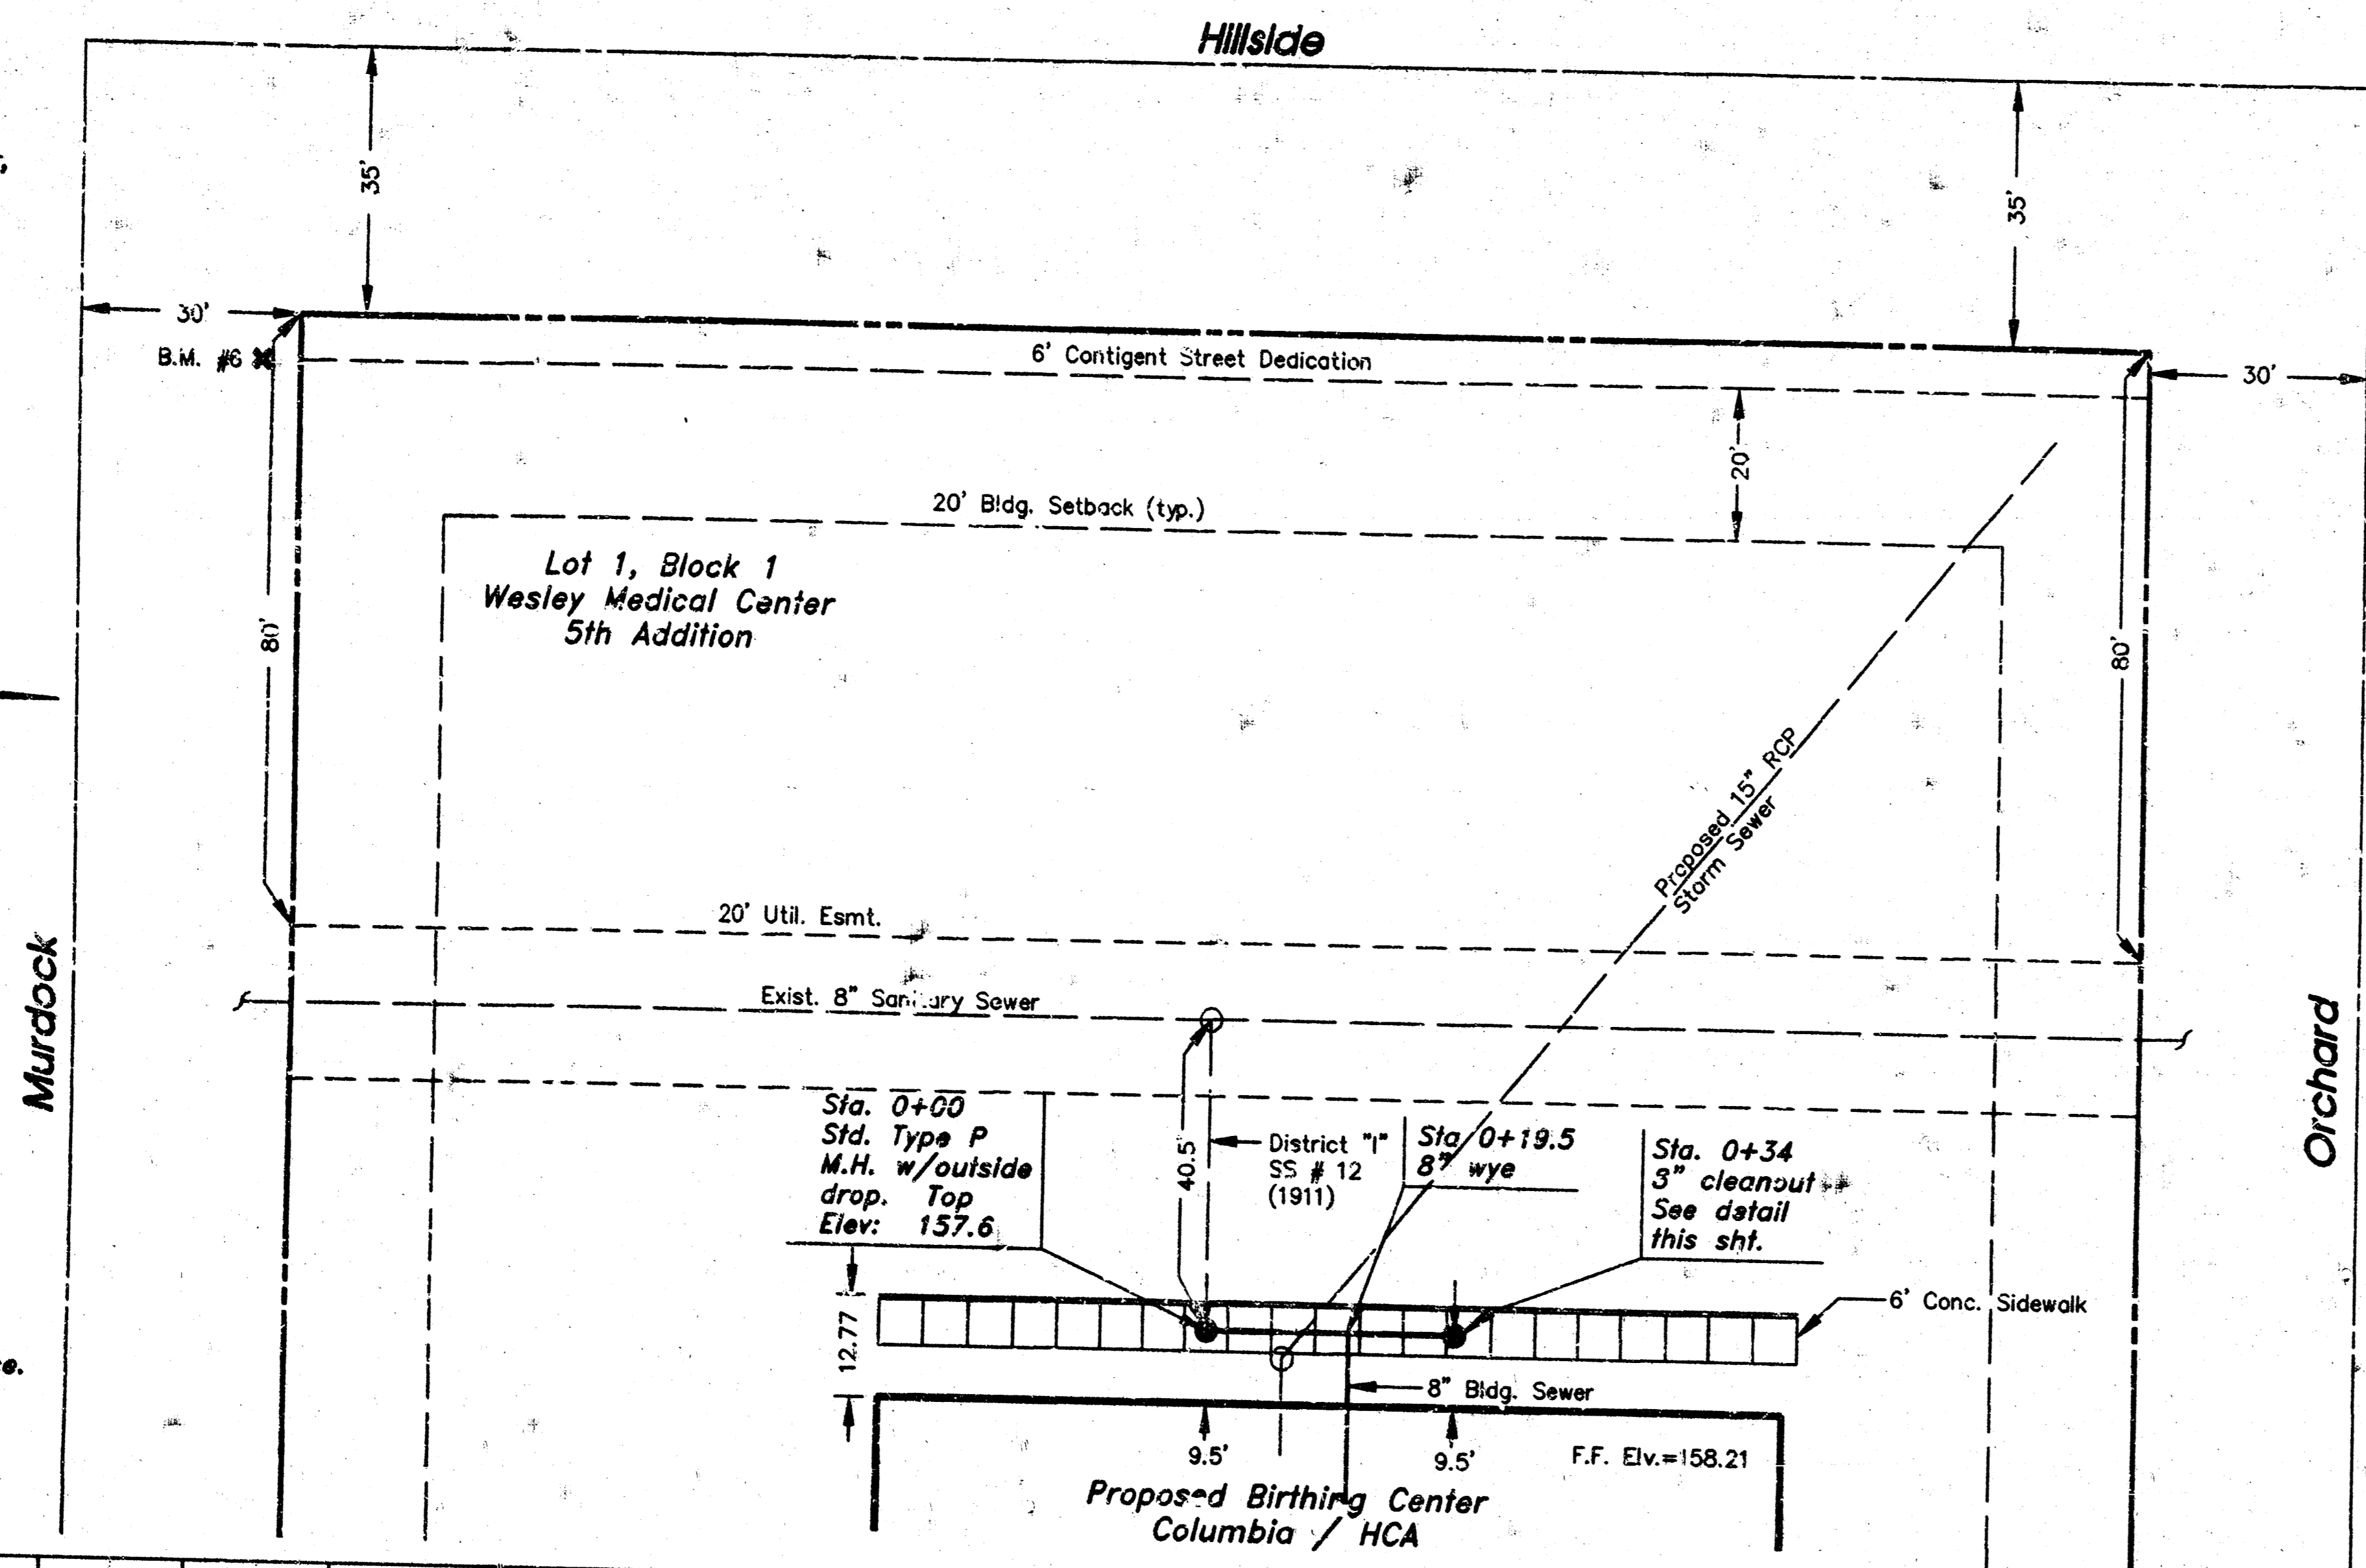 Hillside
35'
35'
30'
B.M. #6
6' Contigent Street Dedication
30'
20'
20' Bldg. Setback (typ.)
Lot 1, Block 1
Wesley Medical Center
5th Addition
80'
80'
Proposed 15" RCP
Storm Sewer
20' Util. Esmt.
Exist. 8" Sanitary Sewer
Murdock
Orchard
Sta. 0+00
Std. Type P
M.H. w/outside
drop. Top
Elev: 157.6
40.5'
District "I"
SS # 12
(1911)
Sta 0+19.5
8" wye
Sta. 0+34
8" cleanout
See detail
this sht.
12.77
6' Conc. Sidewalk
8" Bldg. Sewer
9.5'
9.5'
F.F. Elv.=158.21
Proposed Birthing Center
Columbia / HCA